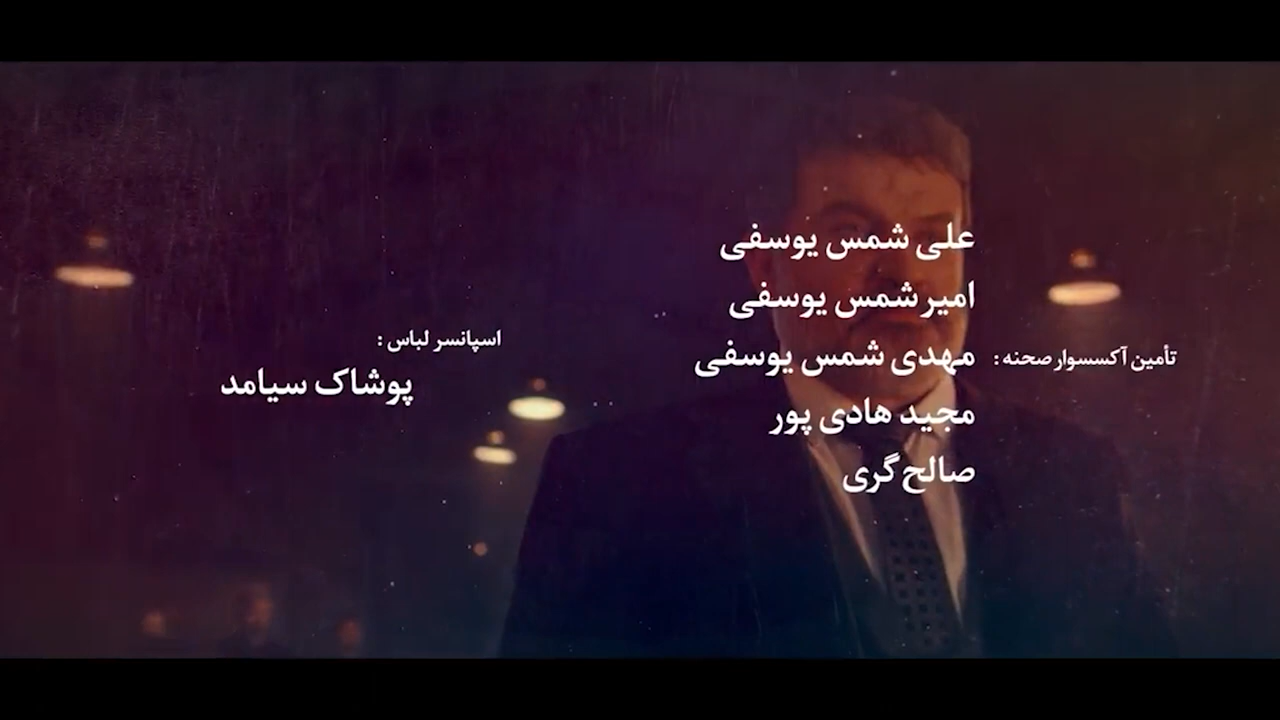 تأمین آکسسوار صحنه :
علی شمس یوسفی
امیر شمس یوسفی
مهدی شمس یوسفی
مجید هادی پور
صالح گری
اسپانسر لباس :
پوشاک سیامد